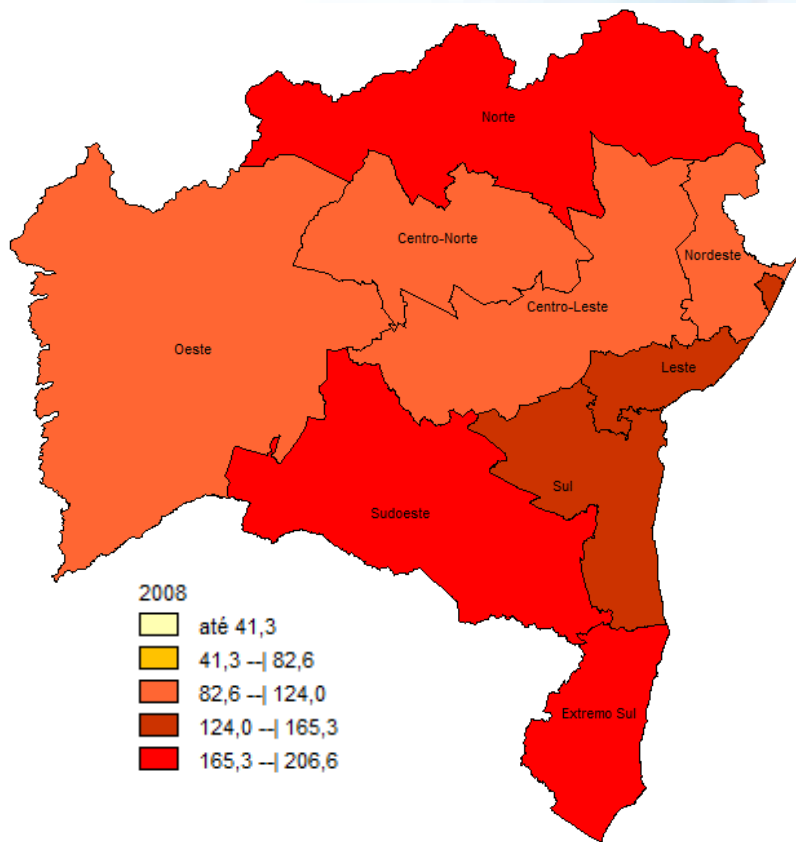 Norte
Centro-Norte
Nordeste
Centro-Leste
Oeste
Leste
Sul
Sudoeste
Extremo Sul
2008
até 41,3
41,3 --| 82,6
82,6 --| 124,0
124,0 --| 165,3
165,3 --| 206,6